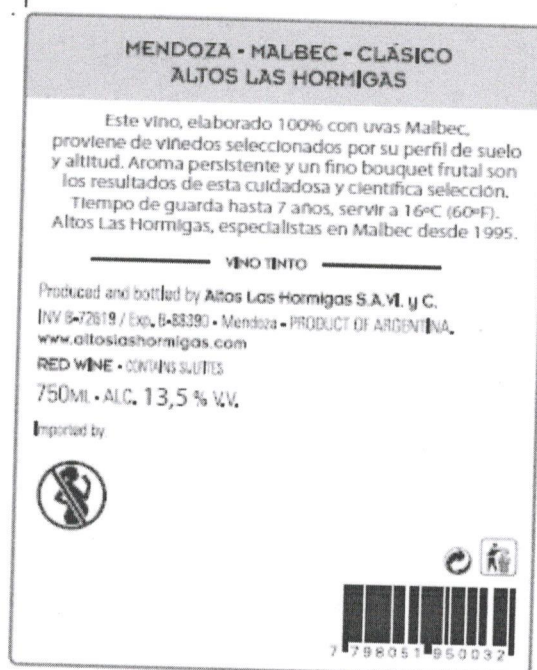 MENDOZA - MALBEC - CLÁSICO
ALTOS LAS HORMIGAS
Este vino, elaborado 100% con uvas Malbec,
proviene de viñedos seleccionados por su perfil de suelo
y altitud. Aroma persistente y un fino bouquet frutal son
los resultados de esta cuidadosa y científica selección.
Tiempo de guarda hasta 7 años, servir a 16ºC (60ºF).
Altos Las Hormigas, especialistas en Malbec desde 1995.
VINO TINTO
Produced and bottled by Altos Las Hormigas S.A.VI. y C.
INV B-72619 / Exp. B-88390 - Mendoza - PRODUCT OF ARGENTINA.
www.altoslashormigas.com
RED WINE - CONTAINS SULFITES
750ML - ALC. 13,5 % V.V.
Imported by
7 798051 950032